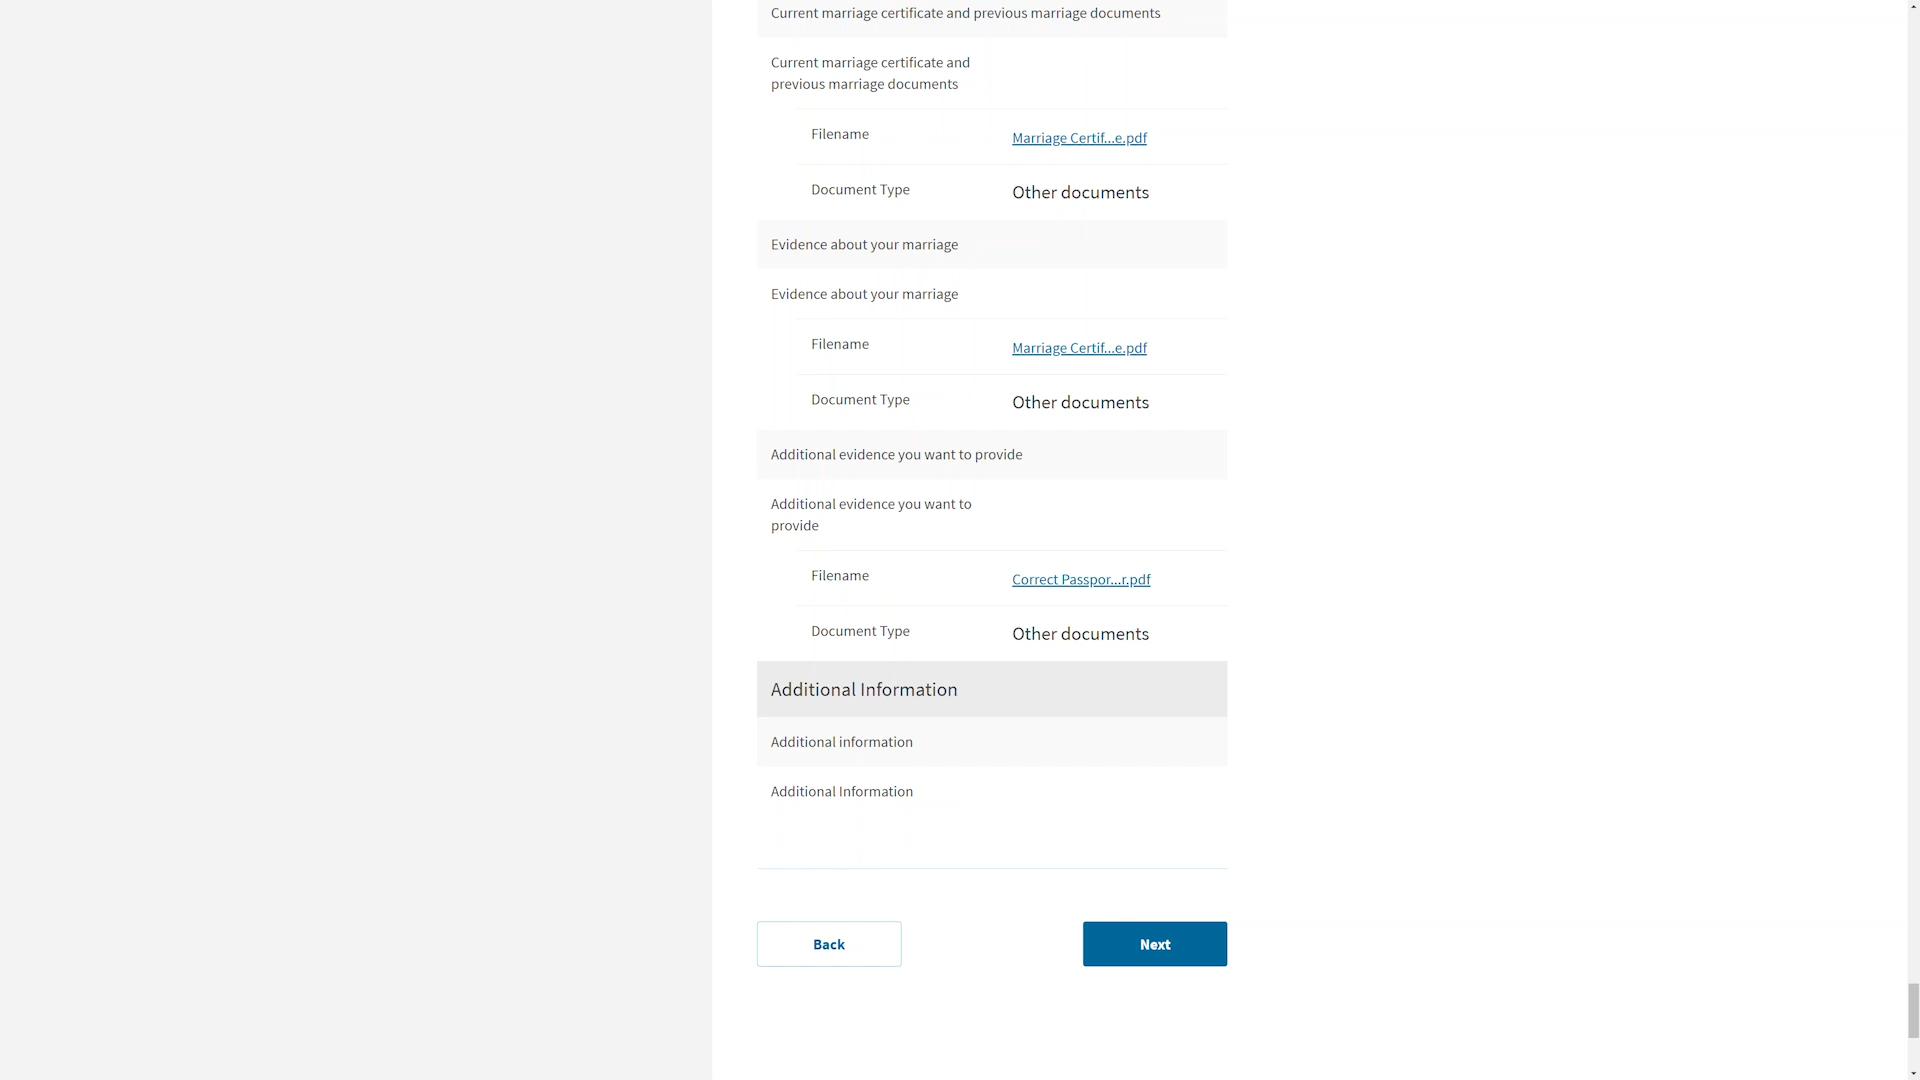 Current marriage certificate and previous marriage documents
Current marriage certificate and
previous marriage documents
Filename
Marriage Certif...e.pdf
Document Type
Other documents
Evidence about your marriage
Evidence about your marriage
Filename
Marriage Certif...e.pdf
Document Type
Other documents
Additional evidence you want to provide
Additional evidence you want to
provide
Filename
Correct Passpor...r.pdf
Document Type
Other documents
Additional Information
Additional information
Additional Information
Back
Next